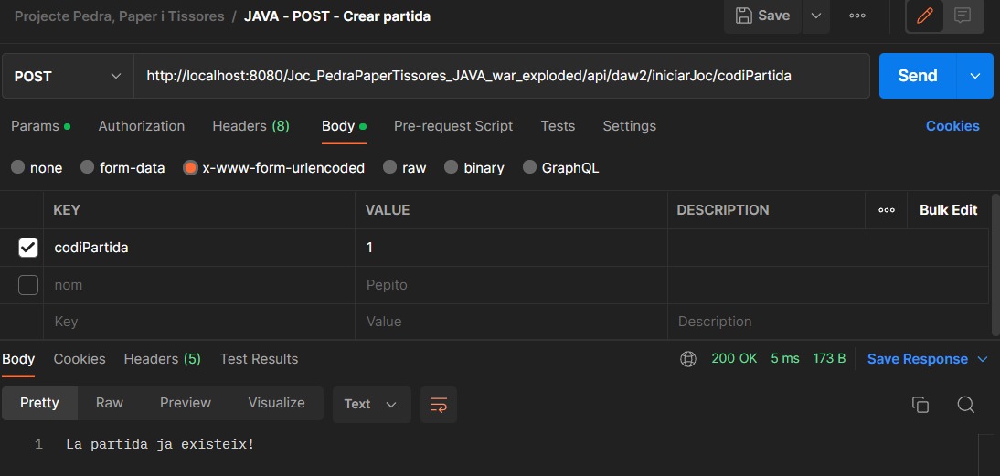 Projecte Pedra, Paper i Tissores / JAVA - POST - Crear partida
Save
POST http://localhost:8080/Joc_PedraPaperTissores_JAVA_war_exploded/api/daw2/iniciarJoc/codiPartida Send
Params Authorization Headers (8) Body Pre-request Script Tests Settings Cookies
none form-data x-www-form-urlencoded raw binary GraphQL
KEY VALUE DESCRIPTION Bulk Edit
codiPartida 1
nom Pepito
Key Value Description
Body Cookies Headers (5) Test Results 200 OK 5 ms 173 B Save Response
Pretty Raw Preview Visualize Text
1 La partida ja existeix!